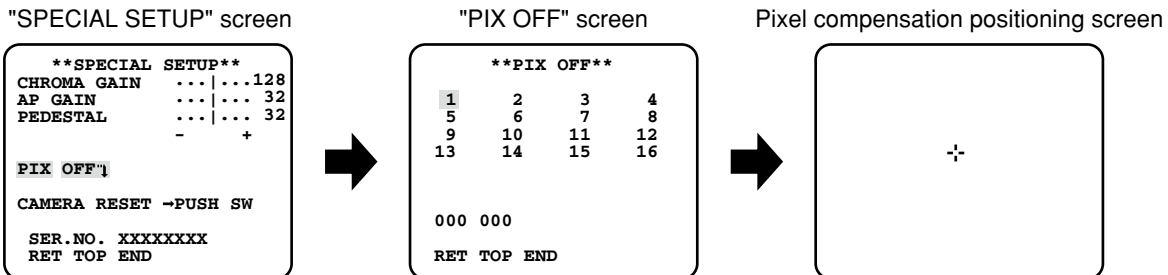 "SPECIAL SETUP" screen
**SPECIAL SETUP**
CHROMA GAIN ...|...128
AP GAIN ...|... 32
PEDESTAL ...|... 32
- +
PIX OFF
CAMERA RESET →PUSH SW
SER.NO. XXXXXXXX
RET TOP END
"PIX OFF" screen
**PIX OFF**
1 2 3 4
5 6 7 8
9 10 11 12
13 14 15 16
000 000
RET TOP END
Pixel compensation positioning screen